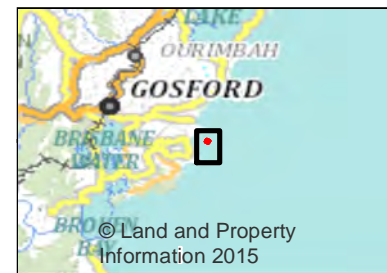 LAKE
OURIMBAH
GOSFORD
BRISBANE
WATER
BROKEN
BAY
© Land and Property
Information 2015